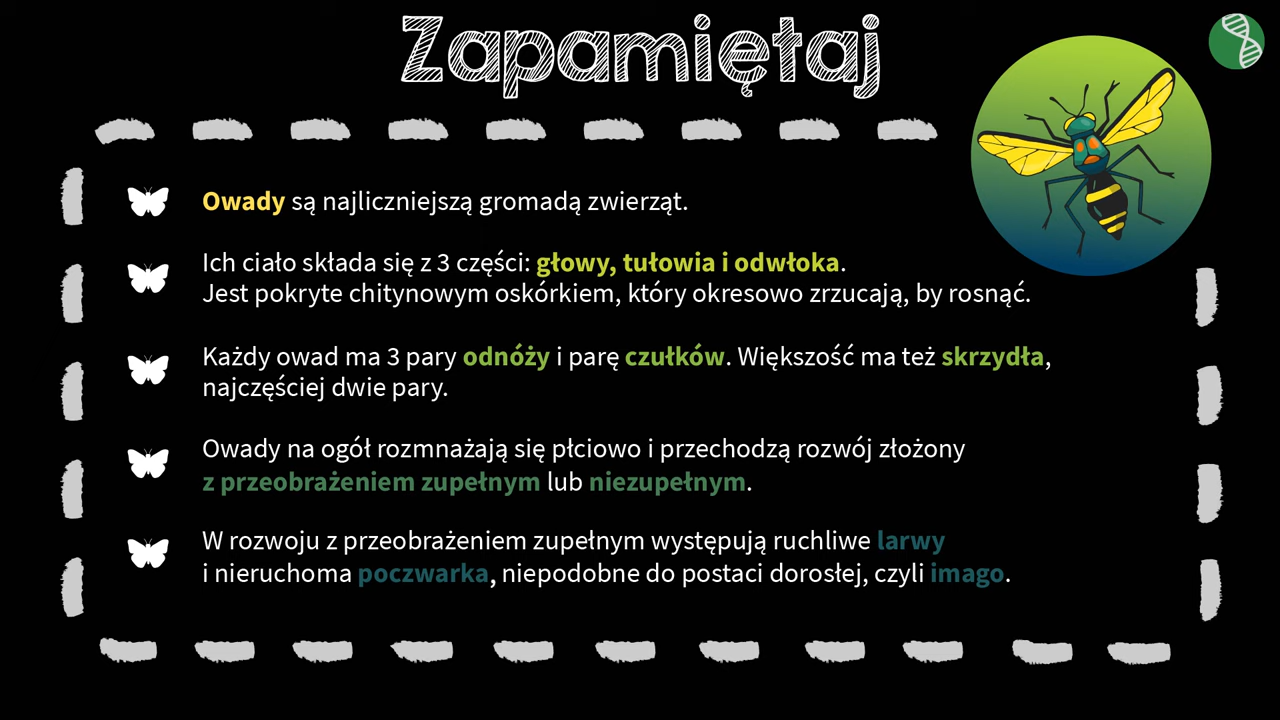 Zapamiętaj
Owady są najliczniejszą gromadą zwierząt.
Ich ciało składa się z 3 części: głowy, tułowia i odwłoka.
Jest pokryte chitynowym oskórkiem, który okresowo zrzucają, by rosnąć.
Każdy owad ma 3 pary odnóży i parę czułków. Większość ma też skrzydła,
najczęściej dwie pary.
Owady na ogół rozmnażają się płciowo i przechodzą rozwój złożony
z przeobrażeniem zupełnym lub niezupełnym.
W rozwoju z przeobrażeniem zupełnym występują ruchliwe larwy
i nieruchoma poczwarka, niepodobne do postaci dorosłej, czyli imago.